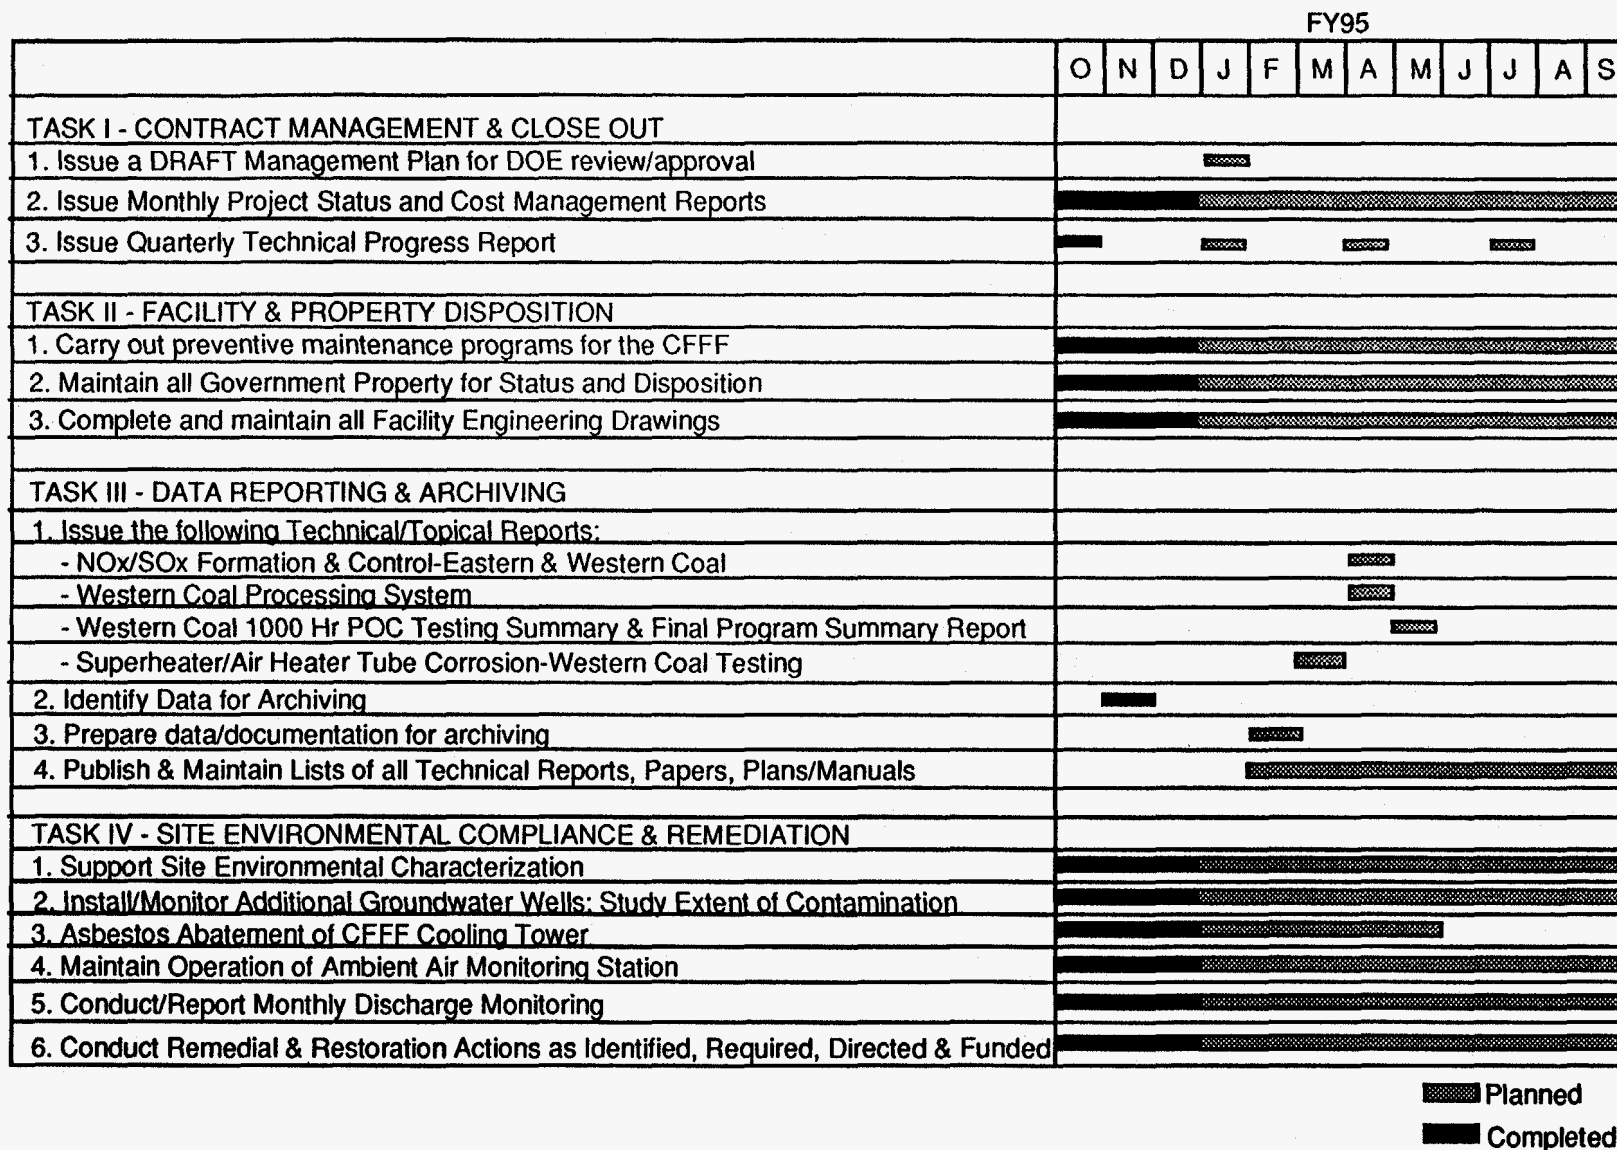 FY95
O N D J F M A M J J A S
TASK I - CONTRACT MANAGEMENT & CLOSE OUT
1. Issue a DRAFT Management Plan for DOE review/approval
2. Issue Monthly Project Status and Cost Management Reports
3. Issue Quarterly Technical Progress Report
TASK II - FACILITY & PROPERTY DISPOSITION
1. Carry out preventive maintenance programs for the CFFF
2. Maintain all Government Property for Status and Disposition
3. Complete and maintain all Facility Engineering Drawings
TASK III - DATA REPORTING & ARCHIVING
1. Issue the following Technical/Topical Reports:
- NOx/SOx Formation & Control-Eastern & Western Coal
- Western Coal Processing System
- Western Coal 1000 Hr POC Testing Summary & Final Program Summary Report
- Superheater/Air Heater Tube Corrosion-Western Coal Testing
2. Identify Data for Archiving
3. Prepare data/documentation for archiving
4. Publish & Maintain Lists of all Technical Reports, Papers, Plans/Manuals
TASK IV - SITE ENVIRONMENTAL COMPLIANCE & REMEDIATION
1. Support Site Environmental Characterization
2. Install/Monitor Additional Groundwater Wells: Study Extent of Contamination
3. Asbestos Abatement of CFFF Cooling Tower
4. Maintain Operation of Ambient Air Monitoring Station
5. Conduct/Report Monthly Discharge Monitoring
6. Conduct Remedial & Restoration Actions as Identified, Required, Directed & Funded
Planned
Completed